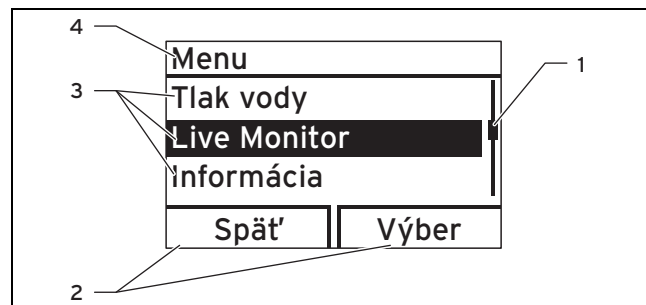 4
Menu
1
3
Tlak vody
Live Monitor
Informácia
Späť
Výber
2